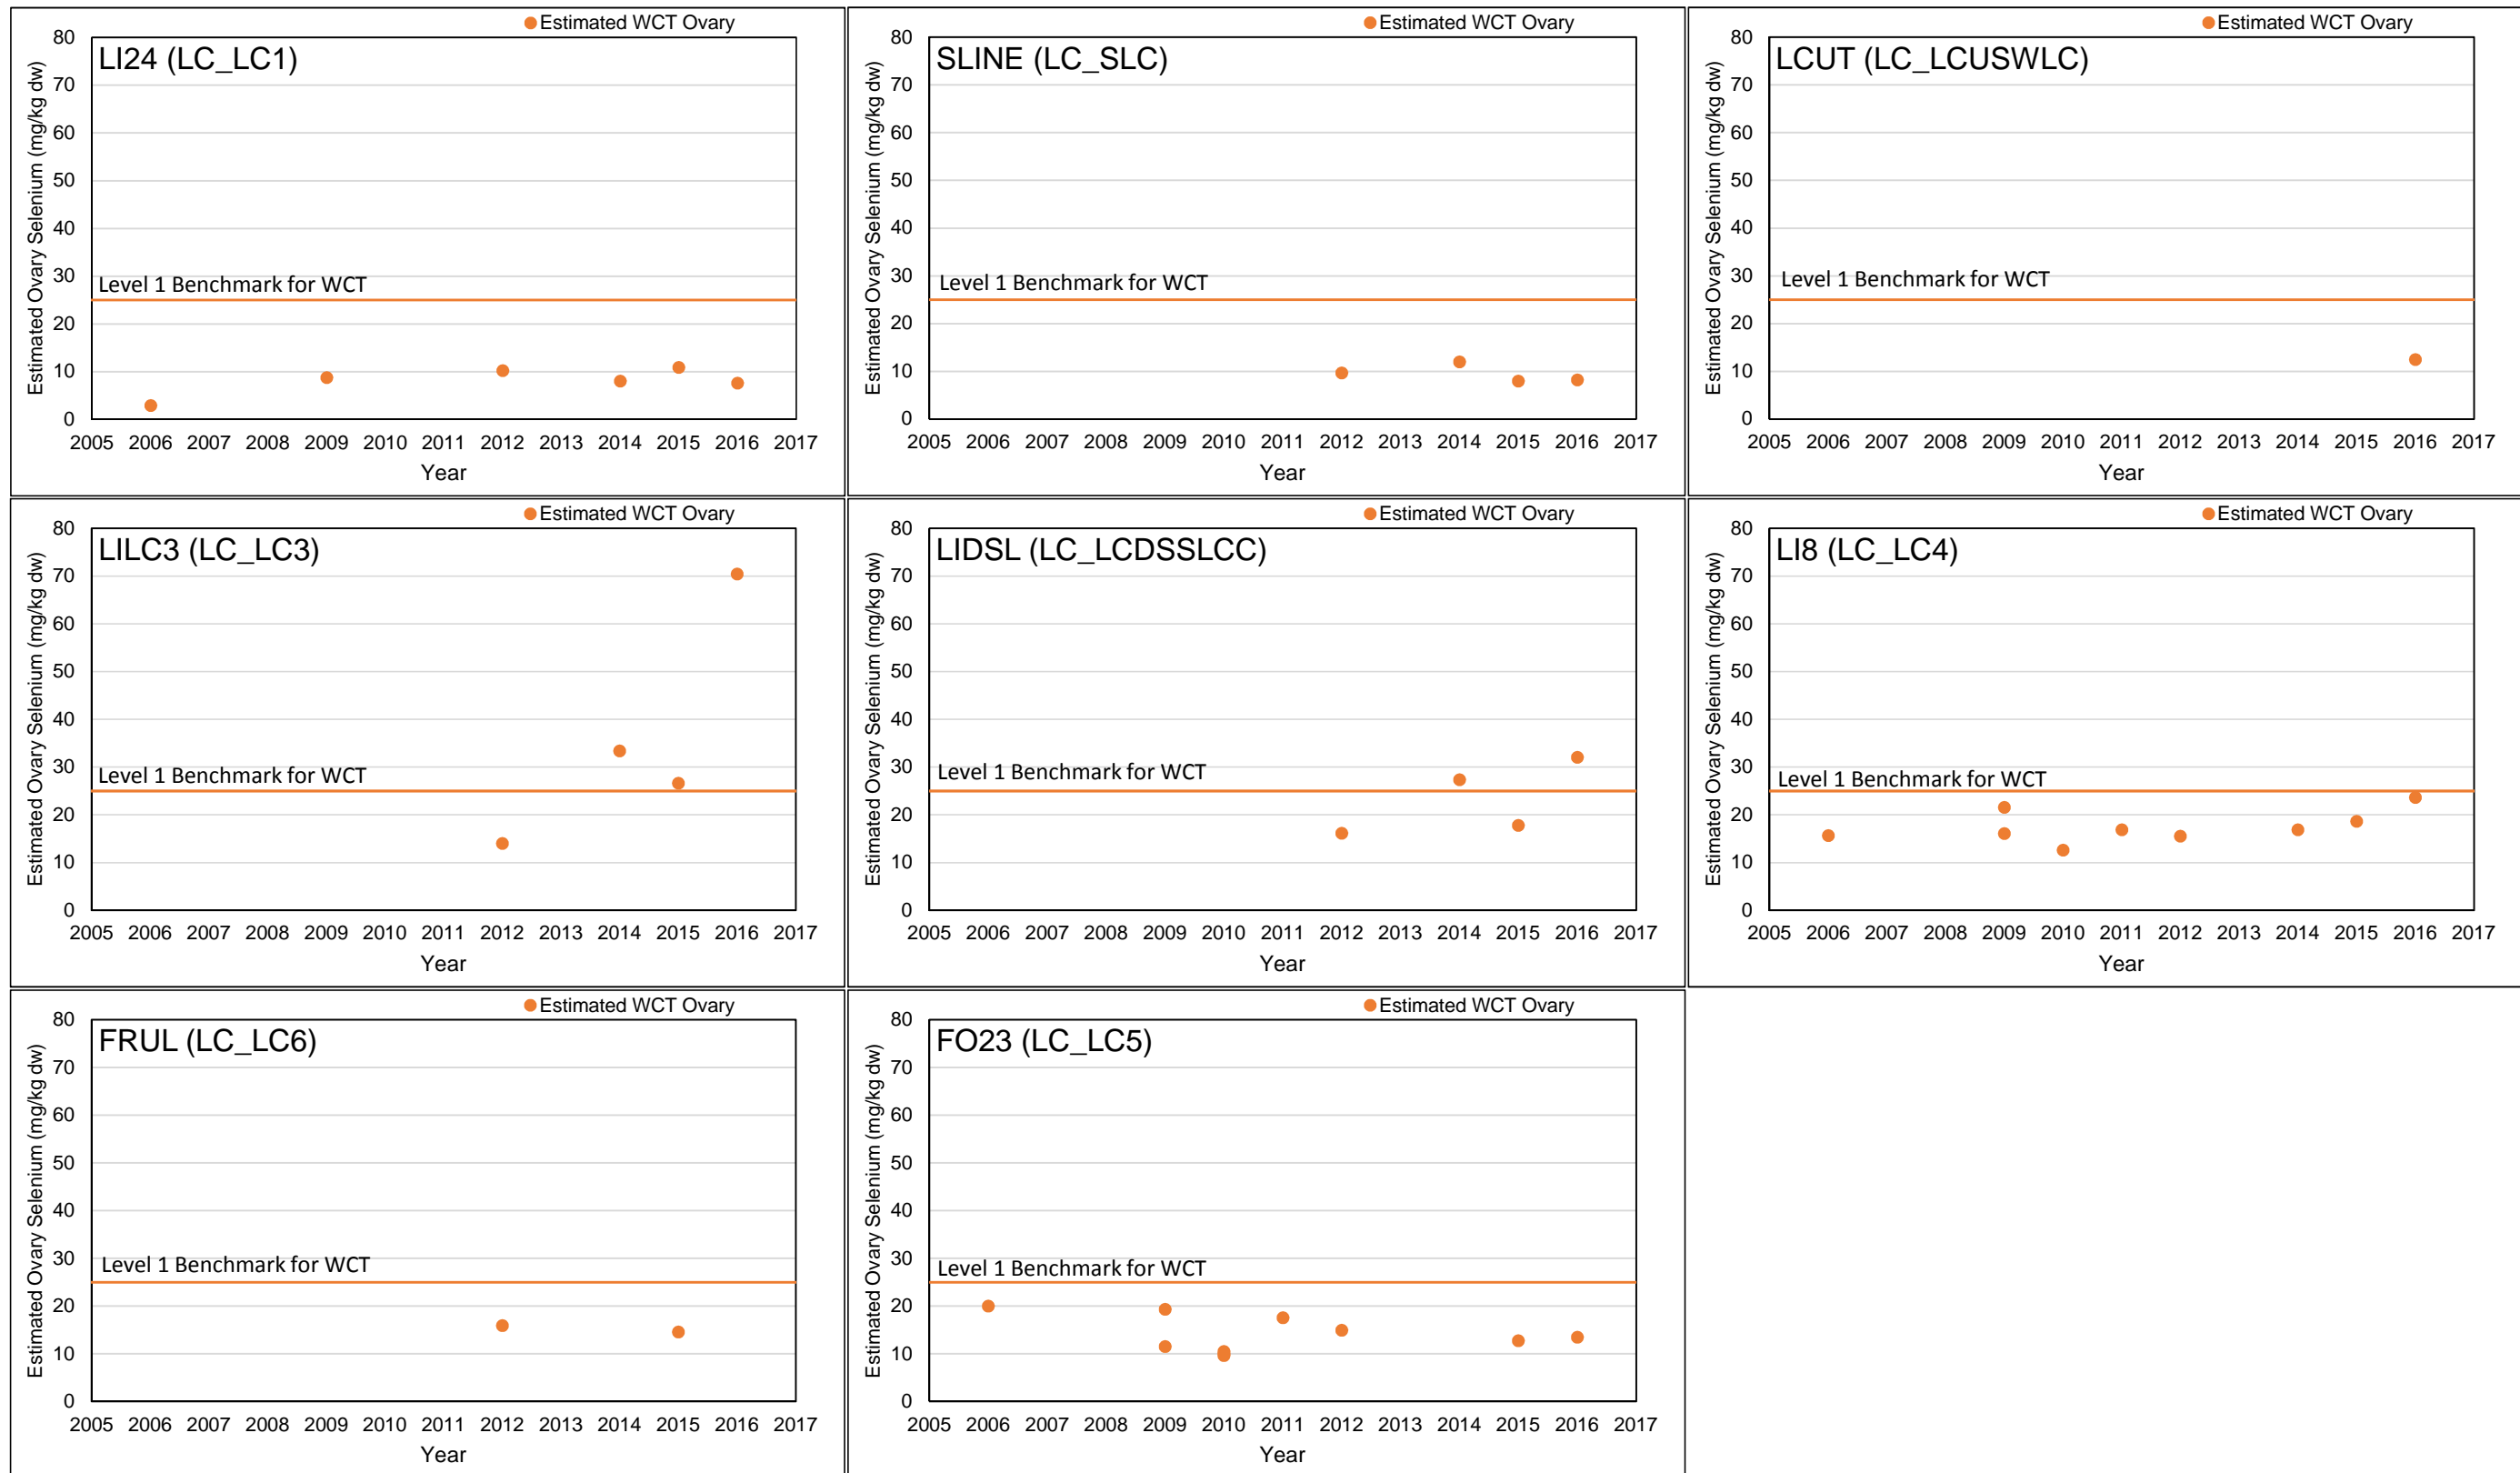 Estimated WCT Ovary
LI24 (LC_LC1)
Estimated Ovary Selenium (mg/kg dw)
80
70
60
50
40
30
20
10
0
Level 1 Benchmark for WCT
2005 2006 2007 2008 2009 2010 2011 2012 2013 2014 2015 2016 2017
Year
Estimated WCT Ovary
SLINE (LC_SLC)
Estimated Ovary Selenium (mg/kg dw)
80
70
60
50
40
30
20
10
0
Level 1 Benchmark for WCT
2005 2006 2007 2008 2009 2010 2011 2012 2013 2014 2015 2016 2017
Year
Estimated WCT Ovary
LCUT (LC_LCUSWLC)
Estimated Ovary Selenium (mg/kg dw)
80
70
60
50
40
30
20
10
0
Level 1 Benchmark for WCT
2005 2006 2007 2008 2009 2010 2011 2012 2013 2014 2015 2016 2017
Year
Estimated WCT Ovary
LILC3 (LC_LC3)
Estimated Ovary Selenium (mg/kg dw)
80
70
60
50
40
30
20
10
0
Level 1 Benchmark for WCT
2005 2006 2007 2008 2009 2010 2011 2012 2013 2014 2015 2016 2017
Year
Estimated WCT Ovary
LIDSL (LC_LCDSSLCC)
Estimated Ovary Selenium (mg/kg dw)
80
70
60
50
40
30
20
10
0
Level 1 Benchmark for WCT
2005 2006 2007 2008 2009 2010 2011 2012 2013 2014 2015 2016 2017
Year
Estimated WCT Ovary
LI8 (LC_LC4)
Estimated Ovary Selenium (mg/kg dw)
80
70
60
50
40
30
20
10
0
Level 1 Benchmark for WCT
2005 2006 2007 2008 2009 2010 2011 2012 2013 2014 2015 2016 2017
Year
Estimated WCT Ovary
FRUL (LC_LC6)
Estimated Ovary Selenium (mg/kg dw)
80
70
60
50
40
30
20
10
0
Level 1 Benchmark for WCT
2005 2006 2007 2008 2009 2010 2011 2012 2013 2014 2015 2016 2017
Year
Estimated WCT Ovary
FO23 (LC_LC5)
Estimated Ovary Selenium (mg/kg dw)
80
70
60
50
40
30
20
10
0
Level 1 Benchmark for WCT
2005 2006 2007 2008 2009 2010 2011 2012 2013 2014 2015 2016 2017
Year